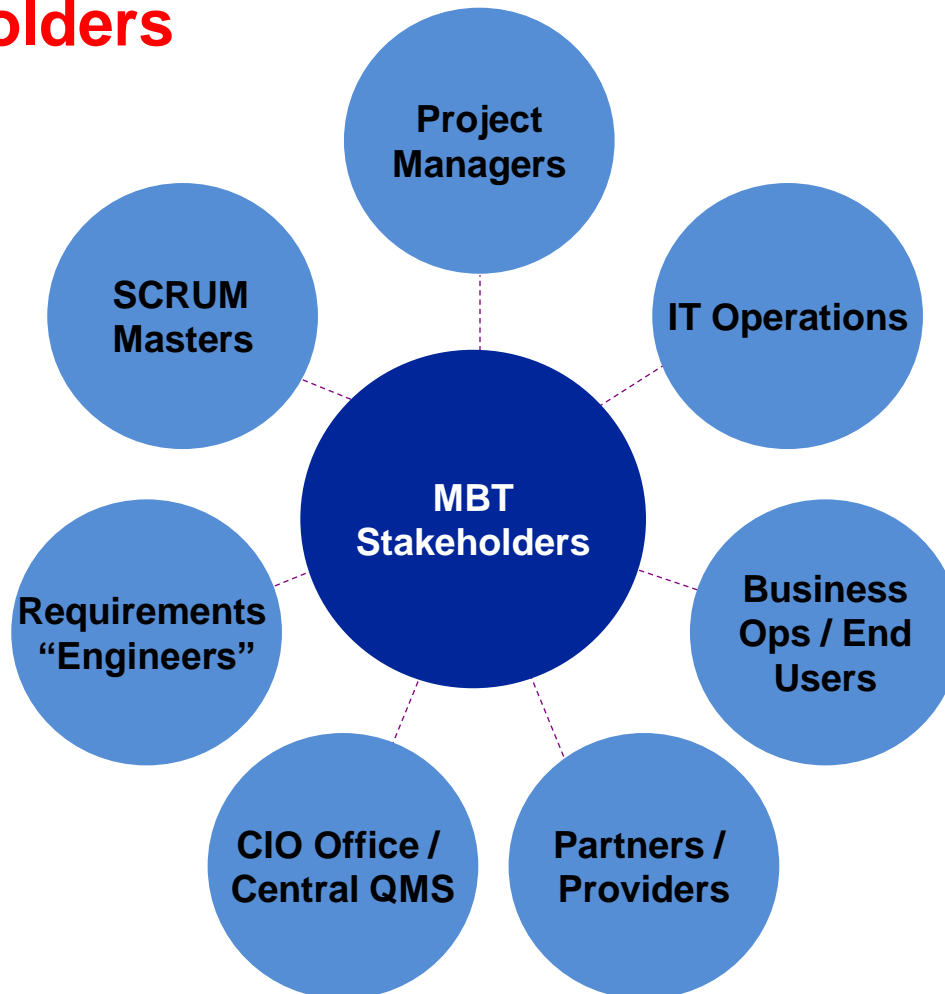 olders
Project
Managers
SCRUM
Masters
IT Operations
MBT
Stakeholders
Requirements
“Engineers”
Business
Ops / End
Users
CIO Office /
Central QMS
Partners /
Providers